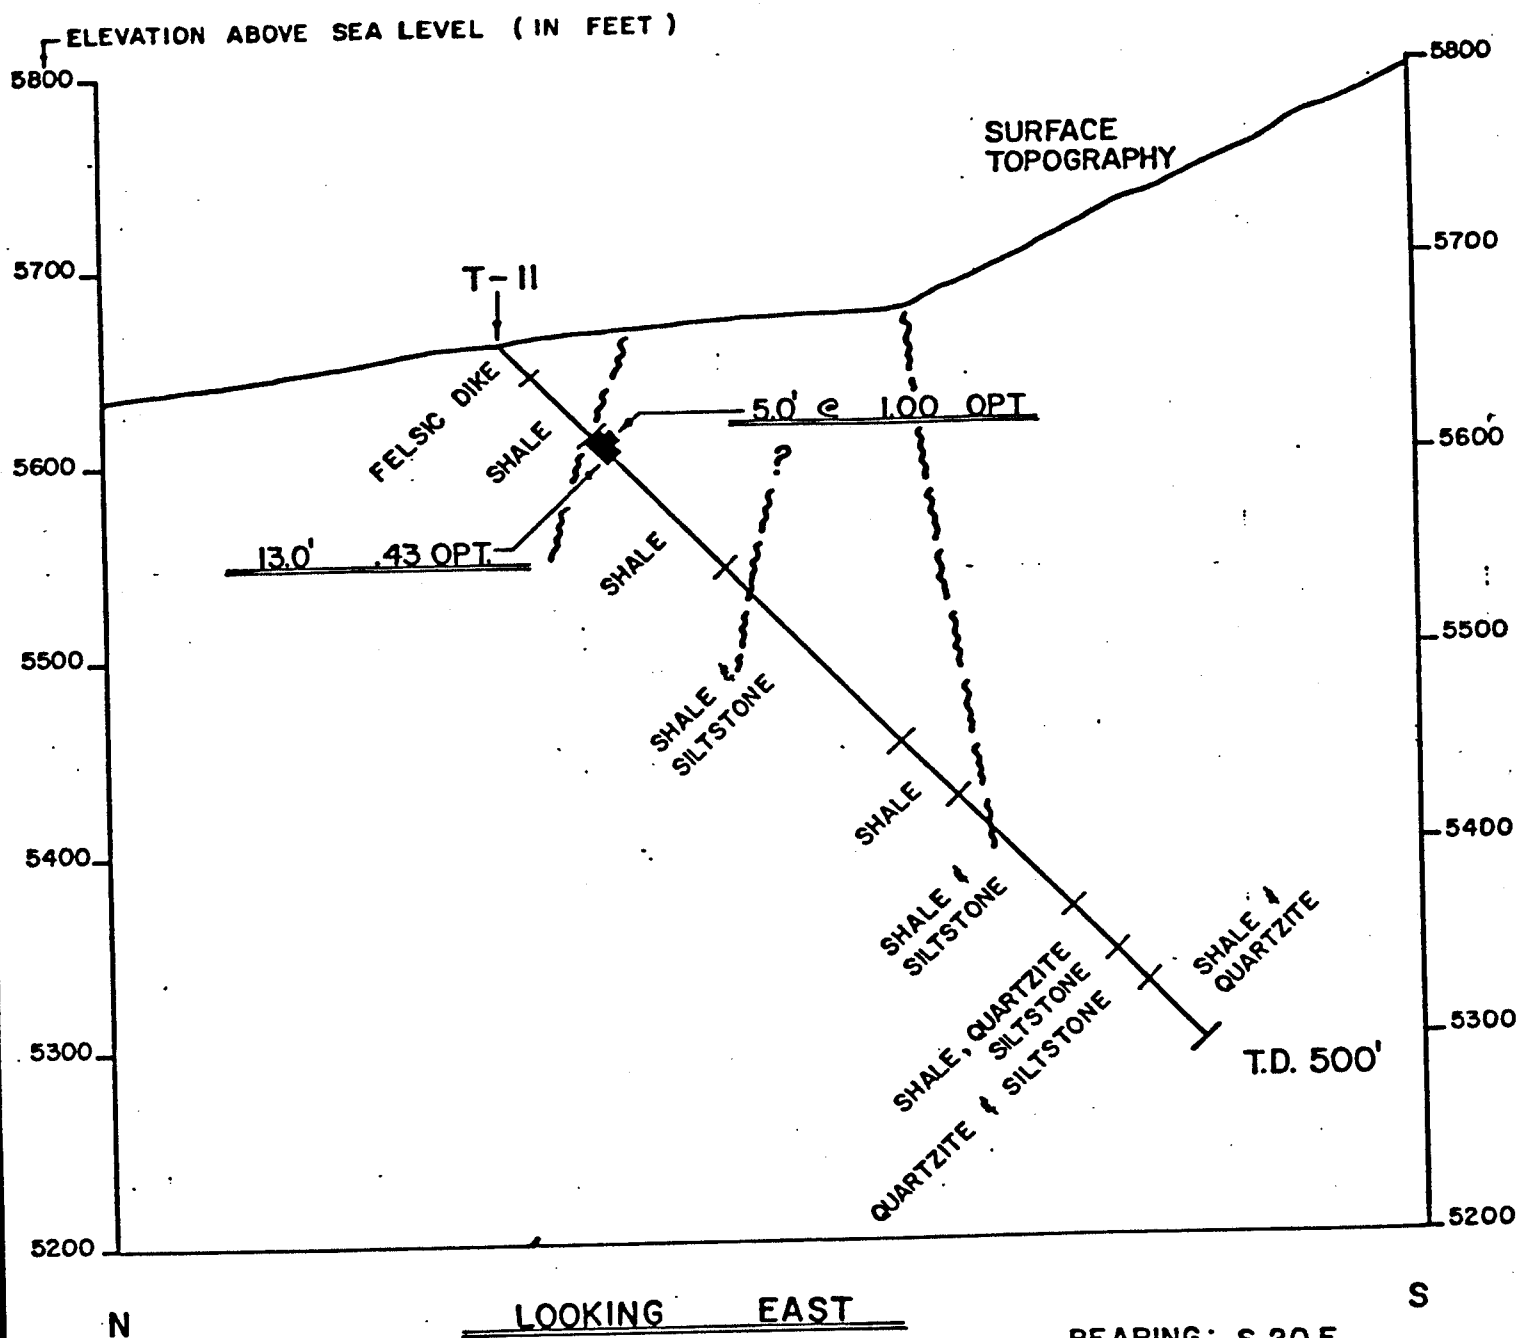 ELEVATION ABOVE SEA LEVEL ( IN FEET )
5800
5800
SURFACE
TOPOGRAPHY
5700
5700
T-11
FELSIC DIKE
SHALE
5.0' @ 1.00 OPT
5600
5600
?
13.0' .43 OPT.
SHALE
5500
5500
SHALE &
SILTSTONE
SHALE
5400
5400
SHALE &
SILTSTONE
SHALE &
QUARTZITE
SHALE, QUARTZITE
SILTSTONE
QUARTZITE & SILTSTONE
5300
5300
T.D. 500'
5200
5200
N
LOOKING EAST
S